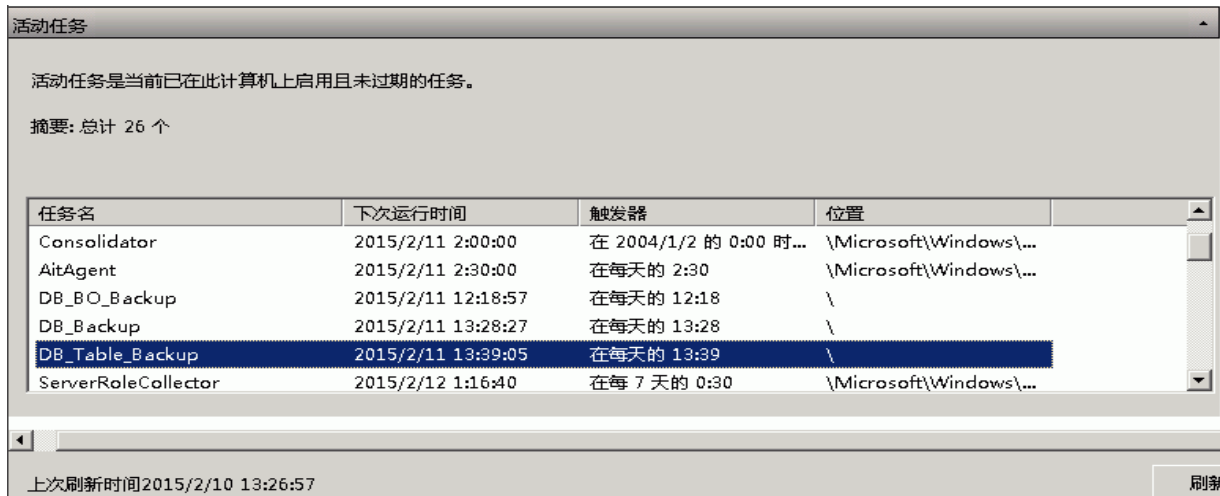 活动任务
活动任务是当前已在此计算机上启用且未过期的任务。
摘要: 总计 26 个
任务名 下次运行时间 触发器 位置
Consolidator 2015/2/11 2:00:00 在 2004/1/2 的 0:00 时... \Microsoft\Windows\...
AitAgent 2015/2/11 2:30:00 在每天的 2:30 \Microsoft\Windows\...
DB_BO_Backup 2015/2/11 12:18:57 在每天的 12:18 \
DB_Backup 2015/2/11 13:28:27 在每天的 13:28 \
DB_Table_Backup 2015/2/11 13:39:05 在每天的 13:39 \
ServerRoleCollector 2015/2/12 1:16:40 在每 7 天的 0:30 \Microsoft\Windows\...
上次刷新时间2015/2/10 13:26:57 刷新